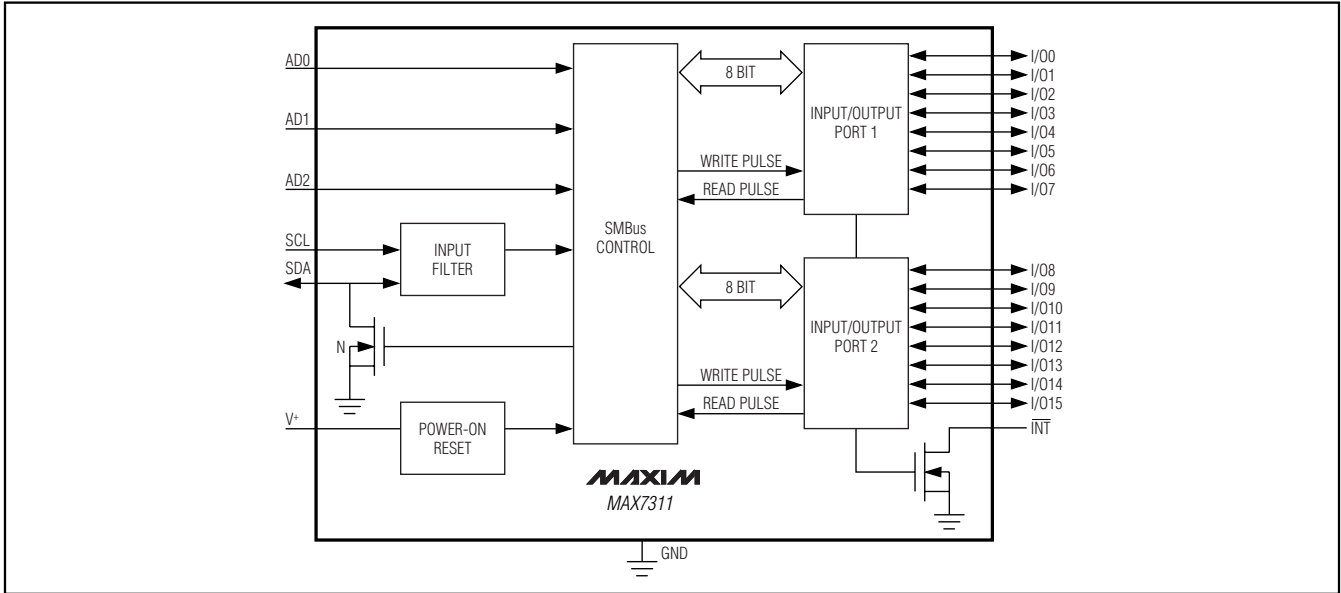 AD0
AD1
AD2
SCL
SDA
INPUT
FILTER
N
V+
POWER-ON
RESET
SMBus
CONTROL
8 BIT
WRITE PULSE
READ PULSE
8 BIT
WRITE PULSE
READ PULSE
INPUT/OUTPUT
PORT 1
INPUT/OUTPUT
PORT 2
I/O0
I/O1
I/O2
I/O3
I/O4
I/O5
I/O6
I/O7
I/O8
I/O9
I/O10
I/O11
I/O12
I/O13
I/O14
I/O15
INT
MAXIM
MAX7311
GND